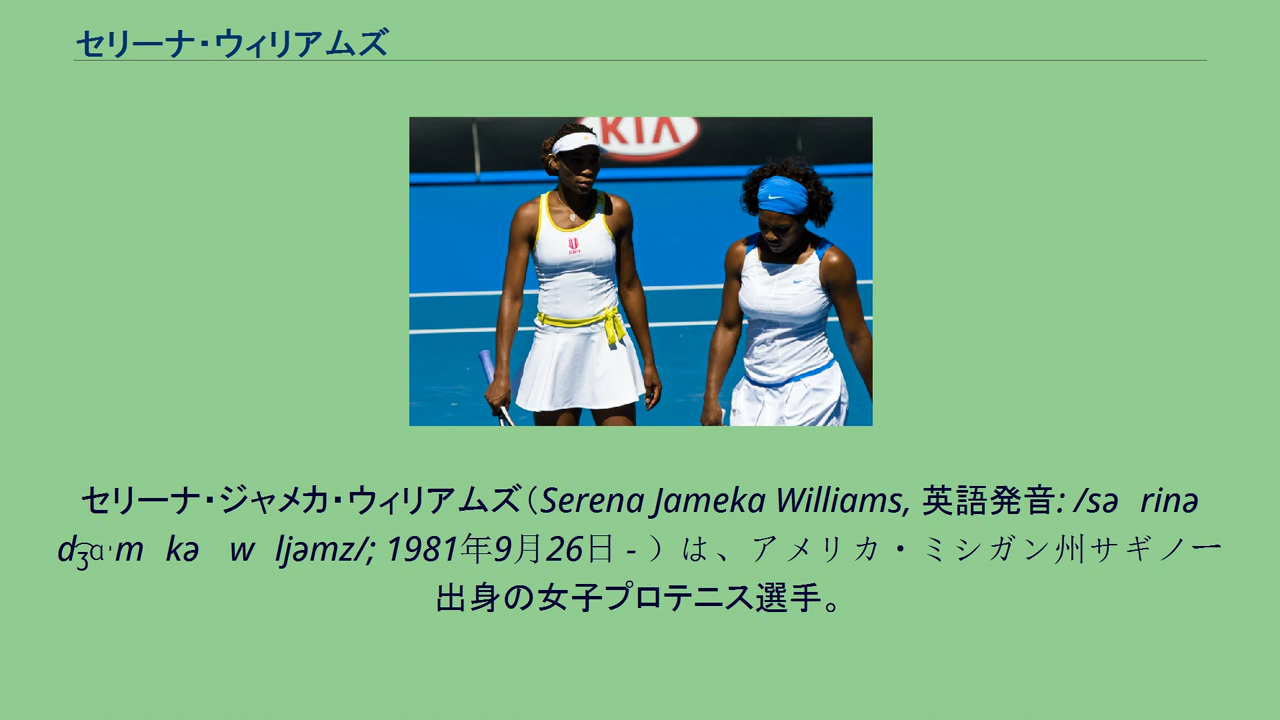 セリーナ・ウィリアムズ
KIA
セリーナ・ジャメカ・ウィリアムズ（Serena Jameka Williams, 英語発音: /sə rinə
dʒ͡ɑˈm kə w ljəmz/; 1981年9月26日 - ）は、アメリカ・ミシガン州サギノー
出身の女子プロテニス選手。